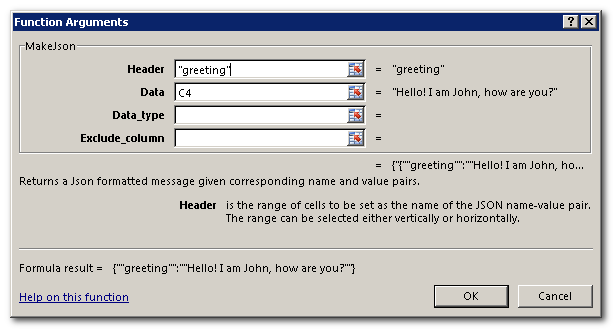 Function Arguments
MakeJson
Header "greeting" = "greeting"
Data C4 = "Hello! I am John, how are you?"
Data_type =
Exclude_column =
= {"{""greeting"":""Hello! I am John, ho...
Returns a Json formatted message given corresponding name and value pairs.
Header is the range of cells to be set as the name of the JSON name-value pair.
The range can be selected either vertically or horizontally.
Formula result = {""greeting"":""Hello! I am John, how are you?""}
Help on this function OK Cancel